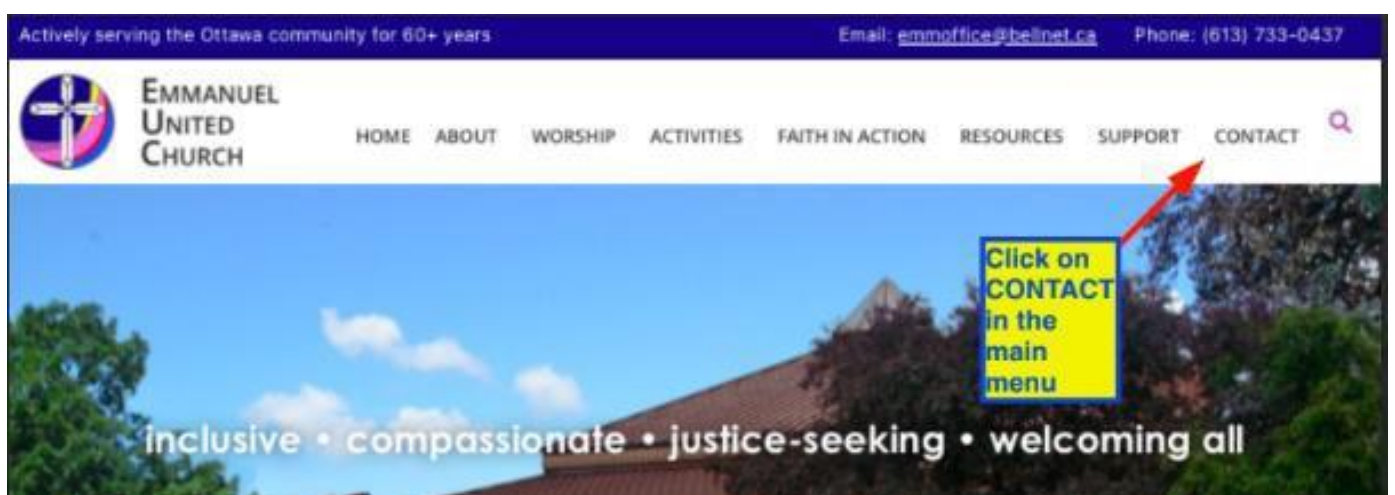 Actively serving the Ottawa community for 60+ years Email: emmoffice@bellnet.ca Phone: (613) 733-0437
EMMANUEL
UNITED
CHURCH
HOME ABOUT WORSHIP ACTIVITIES FAITH IN ACTION RESOURCES SUPPORT CONTACT
Click on
CONTACT
in the
main
menu
inclusive • compassionate • justice-seeking • welcoming all